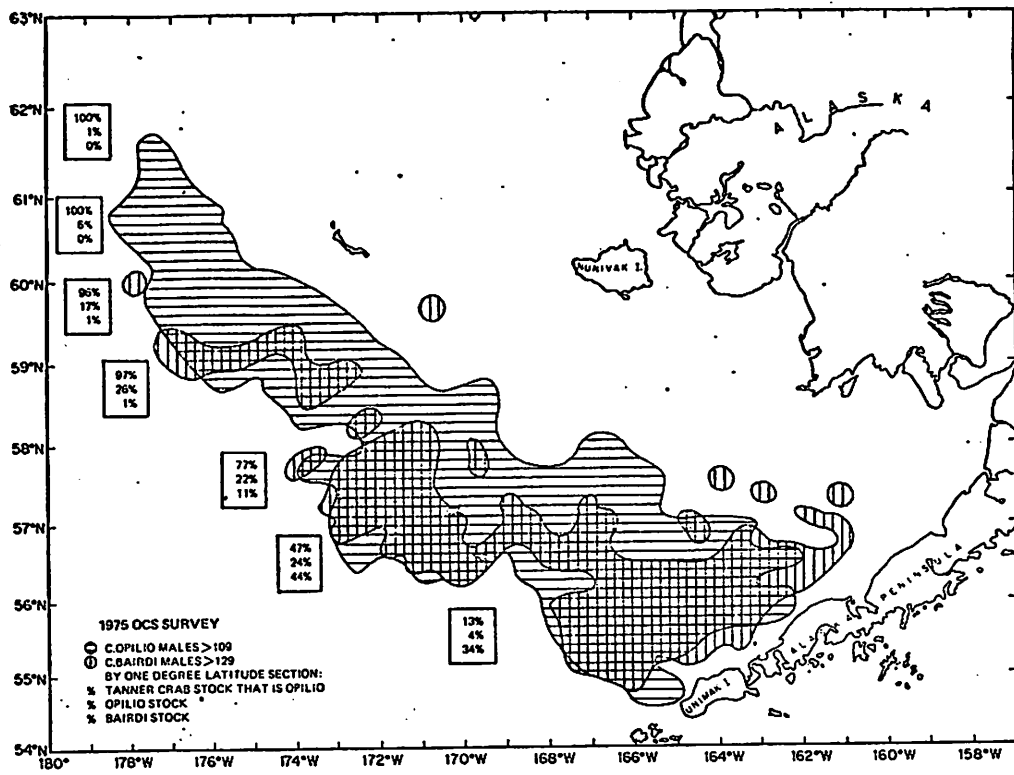 63°N
62°N
61°N
60°N
59°N
58°N
57°N
56°N
55°N
54°N
100%
1%
0%
100%
6%
0%
96%
17%
1%
97%
26%
1%
77%
22%
11%
47%
24%
44%
13%
4%
34%
ALASKA
NUNIVAK I.
ALASKA PENINSULA
UNIMAK I
1975 OCS SURVEY
C.OPILIO MALES>109
C.BAIRDI MALES>129
BY ONE DEGREE LATITUDE SECTION:
% TANNER CRAB STOCK THAT IS OPILIO
% OPILIO STOCK
% BAIRDI STOCK
180° 178°W 176°W 174°W 172°W 170°W 168°W 166°W 164°W 162°W 160°W 158°W